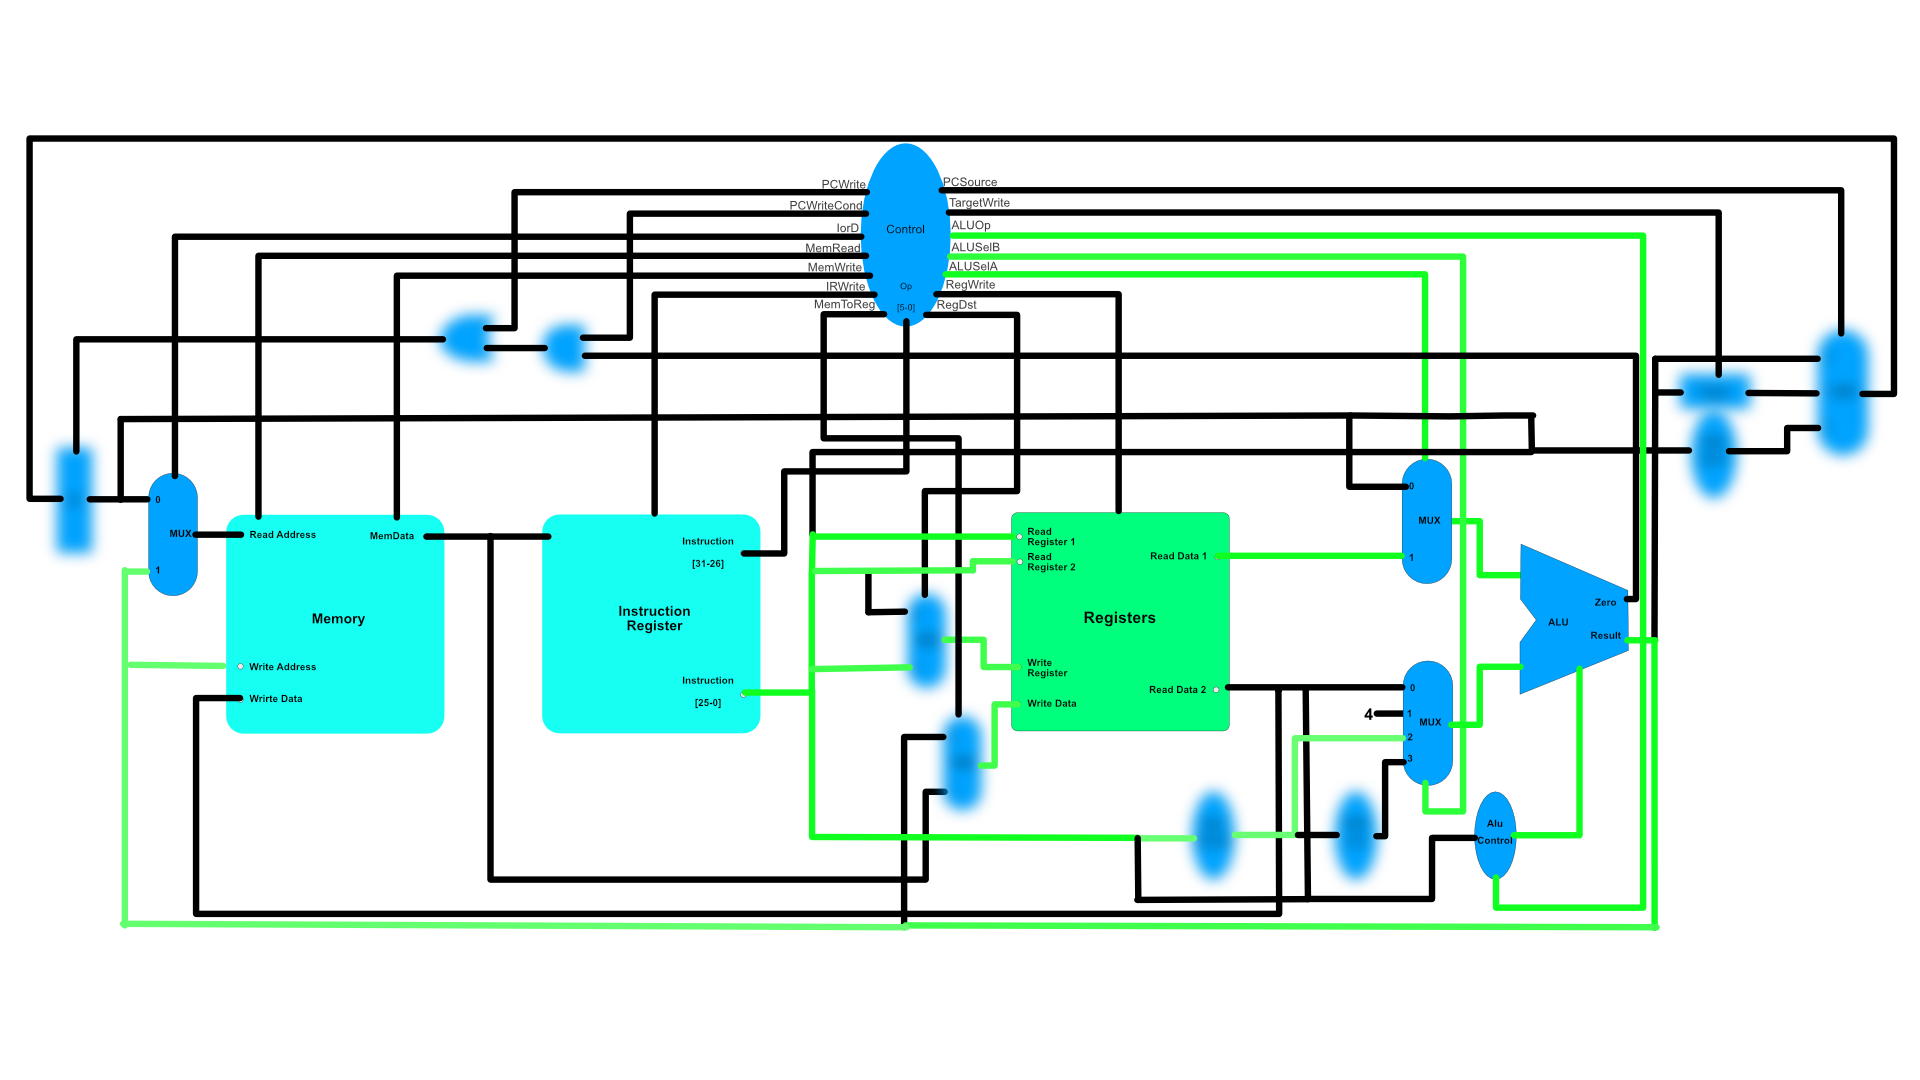 PCWrite
PCWriteCond
IorD
MemRead
MemWrite
IRWrite
MemToReg
Control
Op
[5-0]
PCSource
TargetWrite
ALUOp
ALUSelB
ALUSelA
RegWrite
RegDst
0
MUX
1
Read Address
MemData
Memory
Write Address
Wrirte Data
Instruction
[31-26]
Instruction
Register
Instruction
[25-0]
Read
Register 1
Read
Register 2
Read Data 1
Registers
Write
Register
Read Data 2
Write Data
0
MUX
1
0
4
1
MUX
2
3
Zero
ALU
Result
Alu
Control